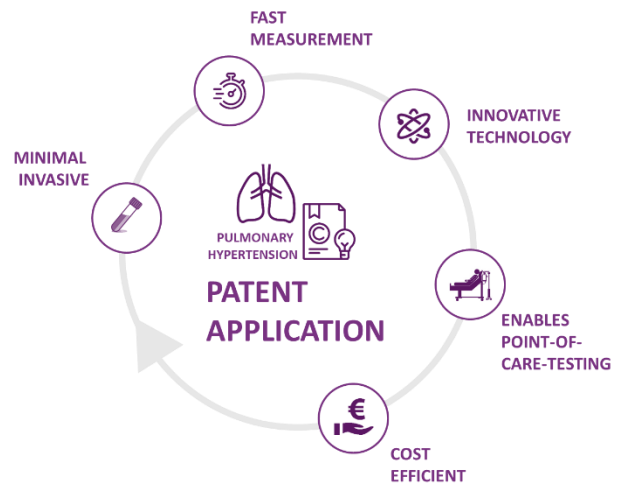 FAST
MEASUREMENT
INNOVATIVE
TECHNOLOGY
MINIMAL
INVASIVE
PULMONARY
HYPERTENSION
©
PATENT
APPLICATION
ENABLES
POINT-OF-
CARE-TESTING
€
COST
EFFICIENT